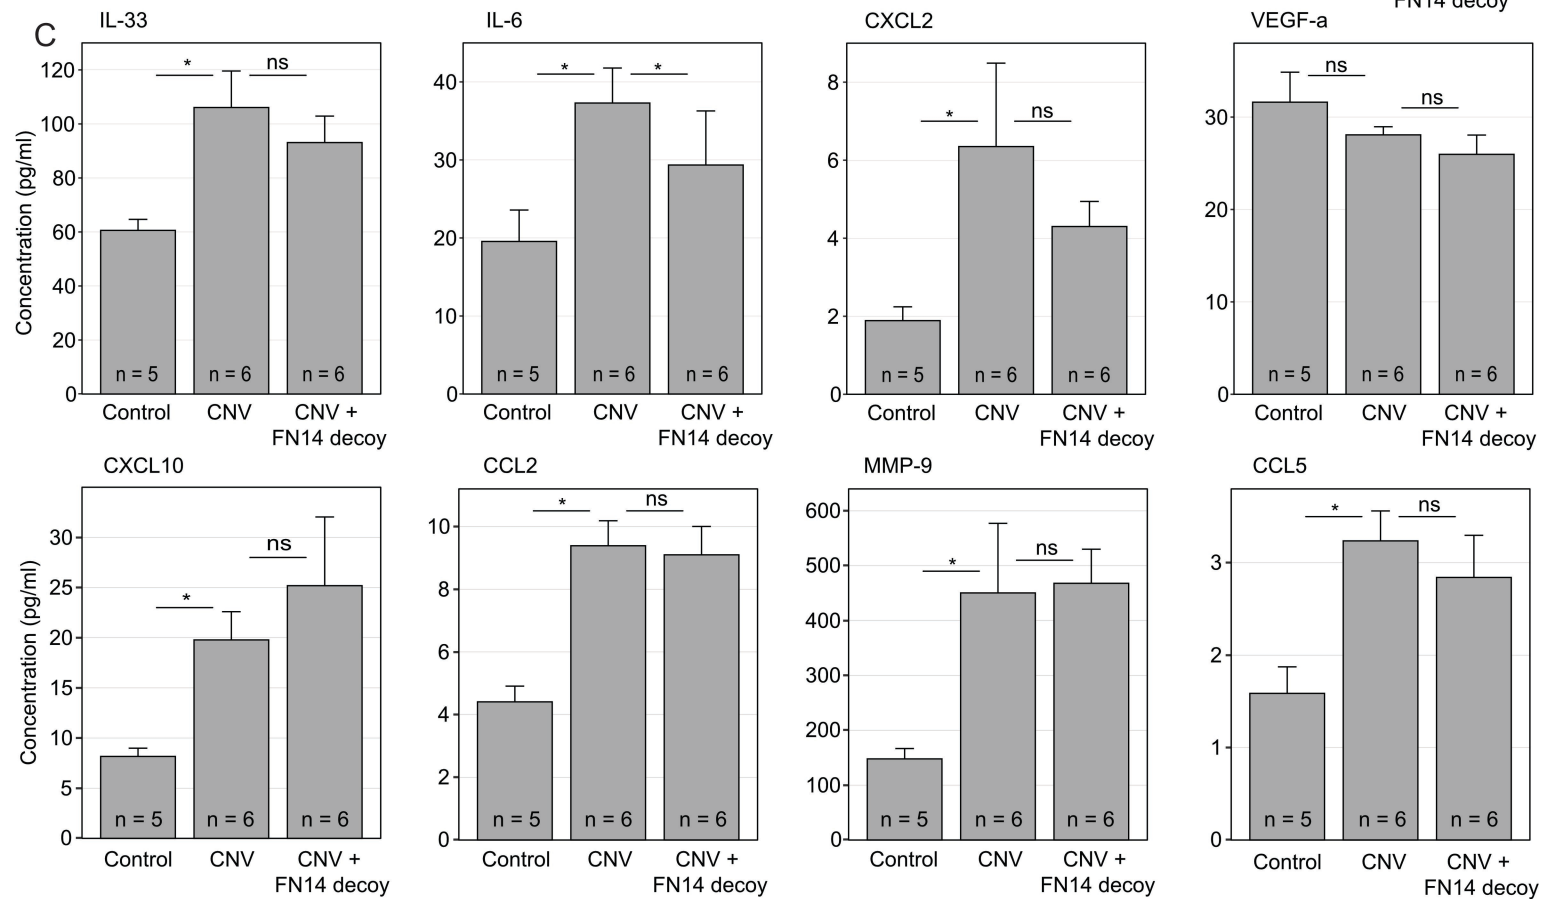 FN14 decoy
C
IL-33
IL-6
CXCL2
VEGF-a
Concentration (pg/ml)
120
100
80
60
40
20
0
* ns
n = 5 n = 6 n = 6
Control CNV CNV +
FN14 decoy
40
30
20
10
0
* *
n = 5 n = 6 n = 6
Control CNV CNV +
FN14 decoy
8
6
4
2
0
* ns
n = 5 n = 6 n = 6
Control CNV CNV +
FN14 decoy
30
20
10
0
ns
ns
n = 5 n = 6 n = 6
Control CNV CNV +
FN14 decoy
CXCL10
CCL2
MMP-9
CCL5
Concentration (pg/ml)
30
25
20
15
10
5
0
ns
*
n = 5 n = 6 n = 6
Control CNV CNV +
FN14 decoy
10
8
6
4
2
0
* ns
n = 5 n = 6 n = 6
Control CNV CNV +
FN14 decoy
600
500
400
300
200
100
0
ns
*
n = 5 n = 6 n = 6
Control CNV CNV +
FN14 decoy
3
2
1
0
* ns
n = 5 n = 6 n = 6
Control CNV CNV +
FN14 decoy